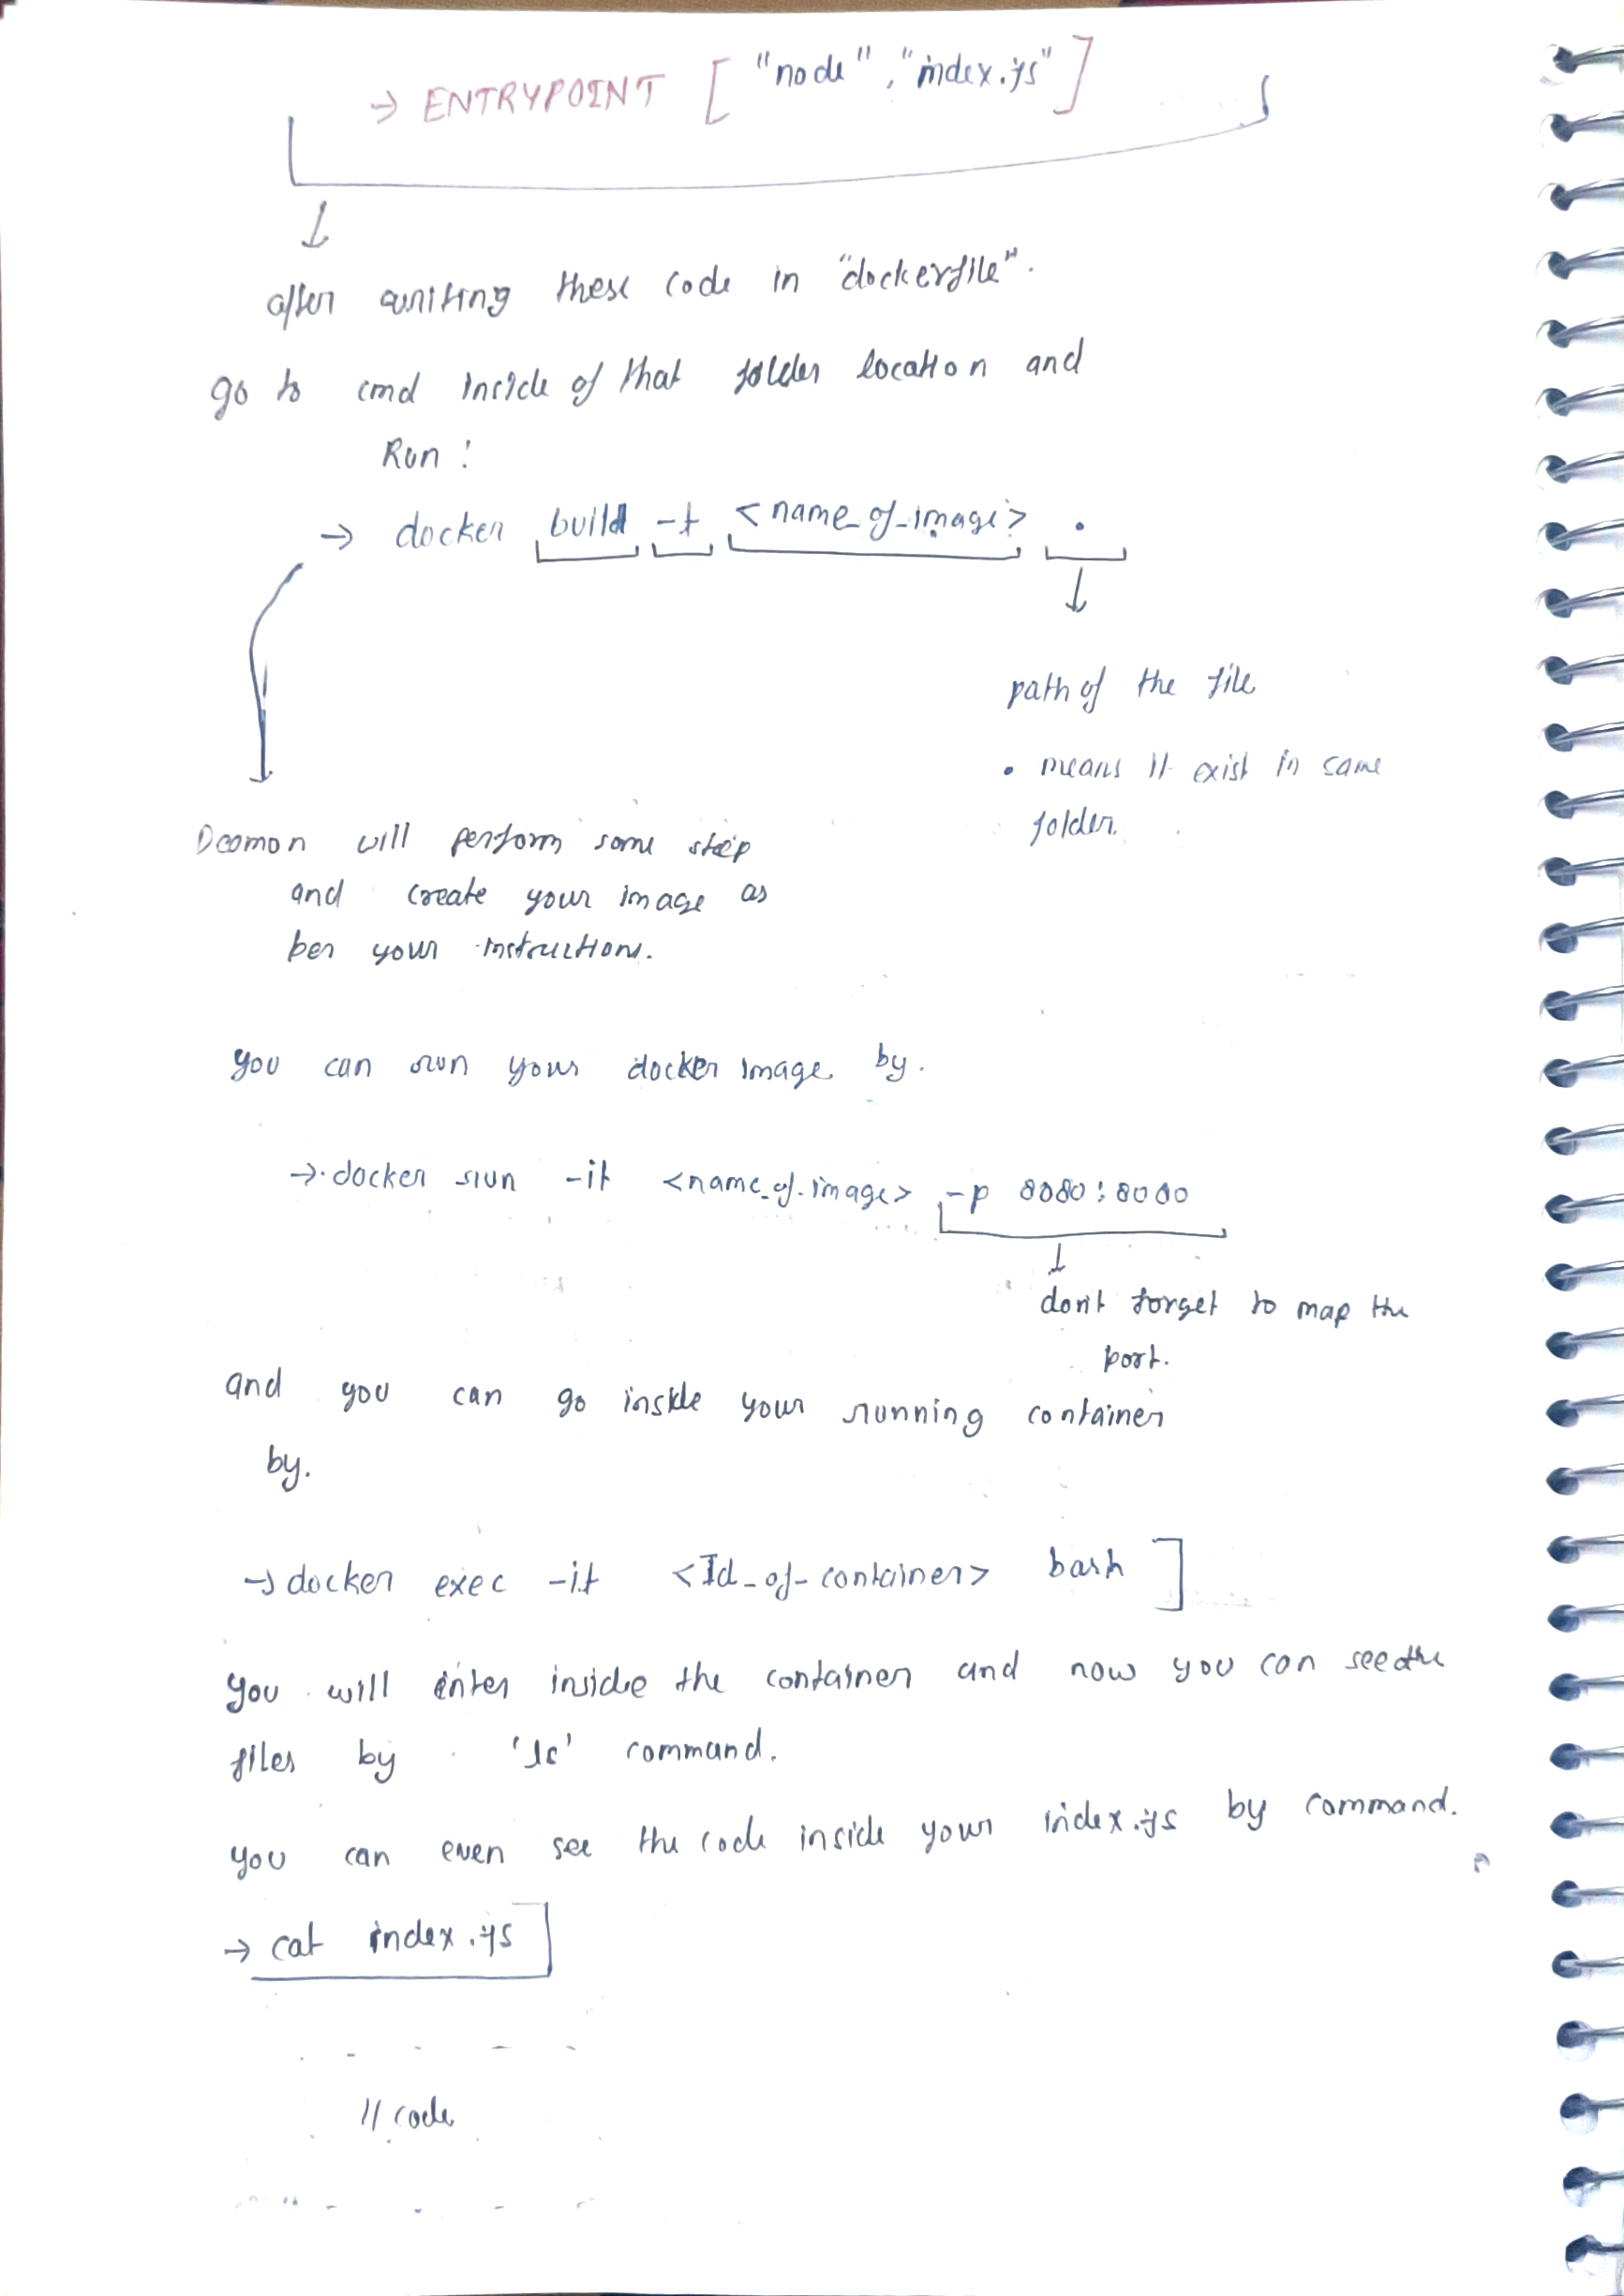 → ENTRYPOINT ["node", "index.js"]
after writing these code in "dockerfile".
go to cmd inside of that folder location and
Run :
→ docker build -t <name_of_image> .
path of the file
• means it exist in same
folder.
Deamon will perform some step
and create your image as
per your instructions.
you can run your docker image by.
→ docker run -it <name_of_image> -p 8080:8000
don't forget to map the
port.
and you can go inside your running container
by.
→ docker exec -it <Id_of_container> bash ]
you will enter inside the container and now you can see the
files by 'ls' command.
you can even see the code inside your index.js by command.
→ cat index.js
// code